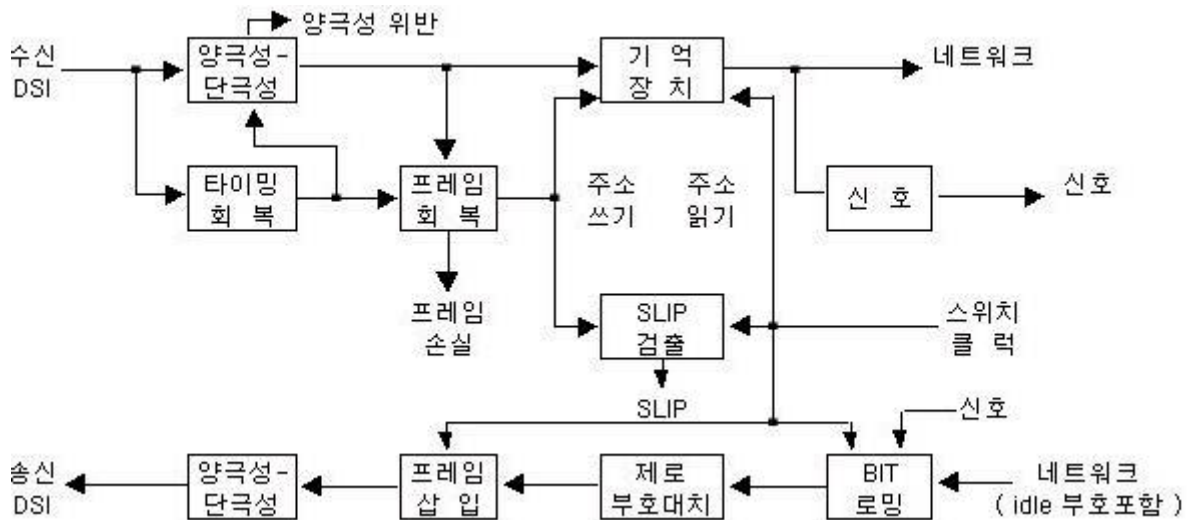 양극성 위반
수신
DSI
양극성-
단극성
기 억
장 치
네트워크
타이밍
회 복
프레임
회 복
주소
쓰기
주소
읽기
신 호
신호
프레임
손실
SLIP
검출
스위치
클 럭
SLIP
신호
송신
DSI
양극성-
단극성
프레임
삽 입
제로
부호대치
BIT
로밍
네트워크
( idle 부호포함 )